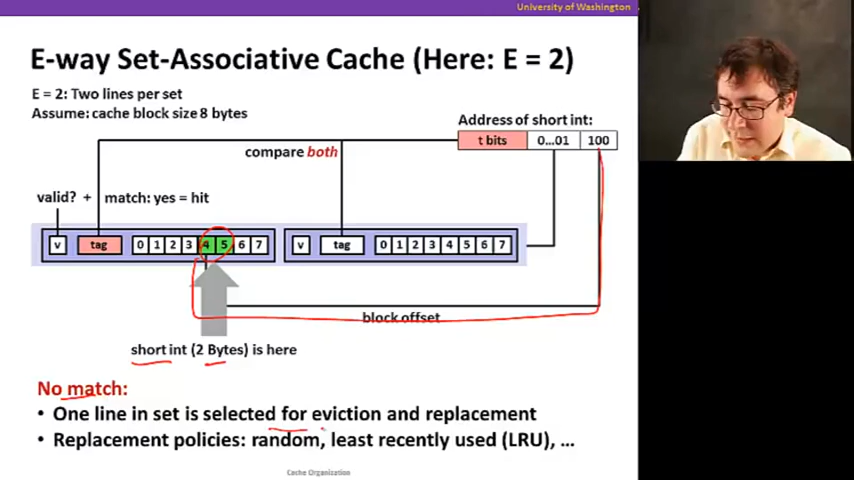 University of Washington
E-way Set-Associative Cache (Here: E = 2)
E = 2: Two lines per set
Assume: cache block size 8 bytes
Address of short int:
t bits 0...01 100
compare both
valid? + match: yes = hit
v tag 0 1 2 3 4 5 6 7 v tag 0 1 2 3 4 5 6 7
block offset
short int (2 Bytes) is here
No match:
• One line in set is selected for eviction and replacement
• Replacement policies: random, least recently used (LRU), ...
Cache Organization